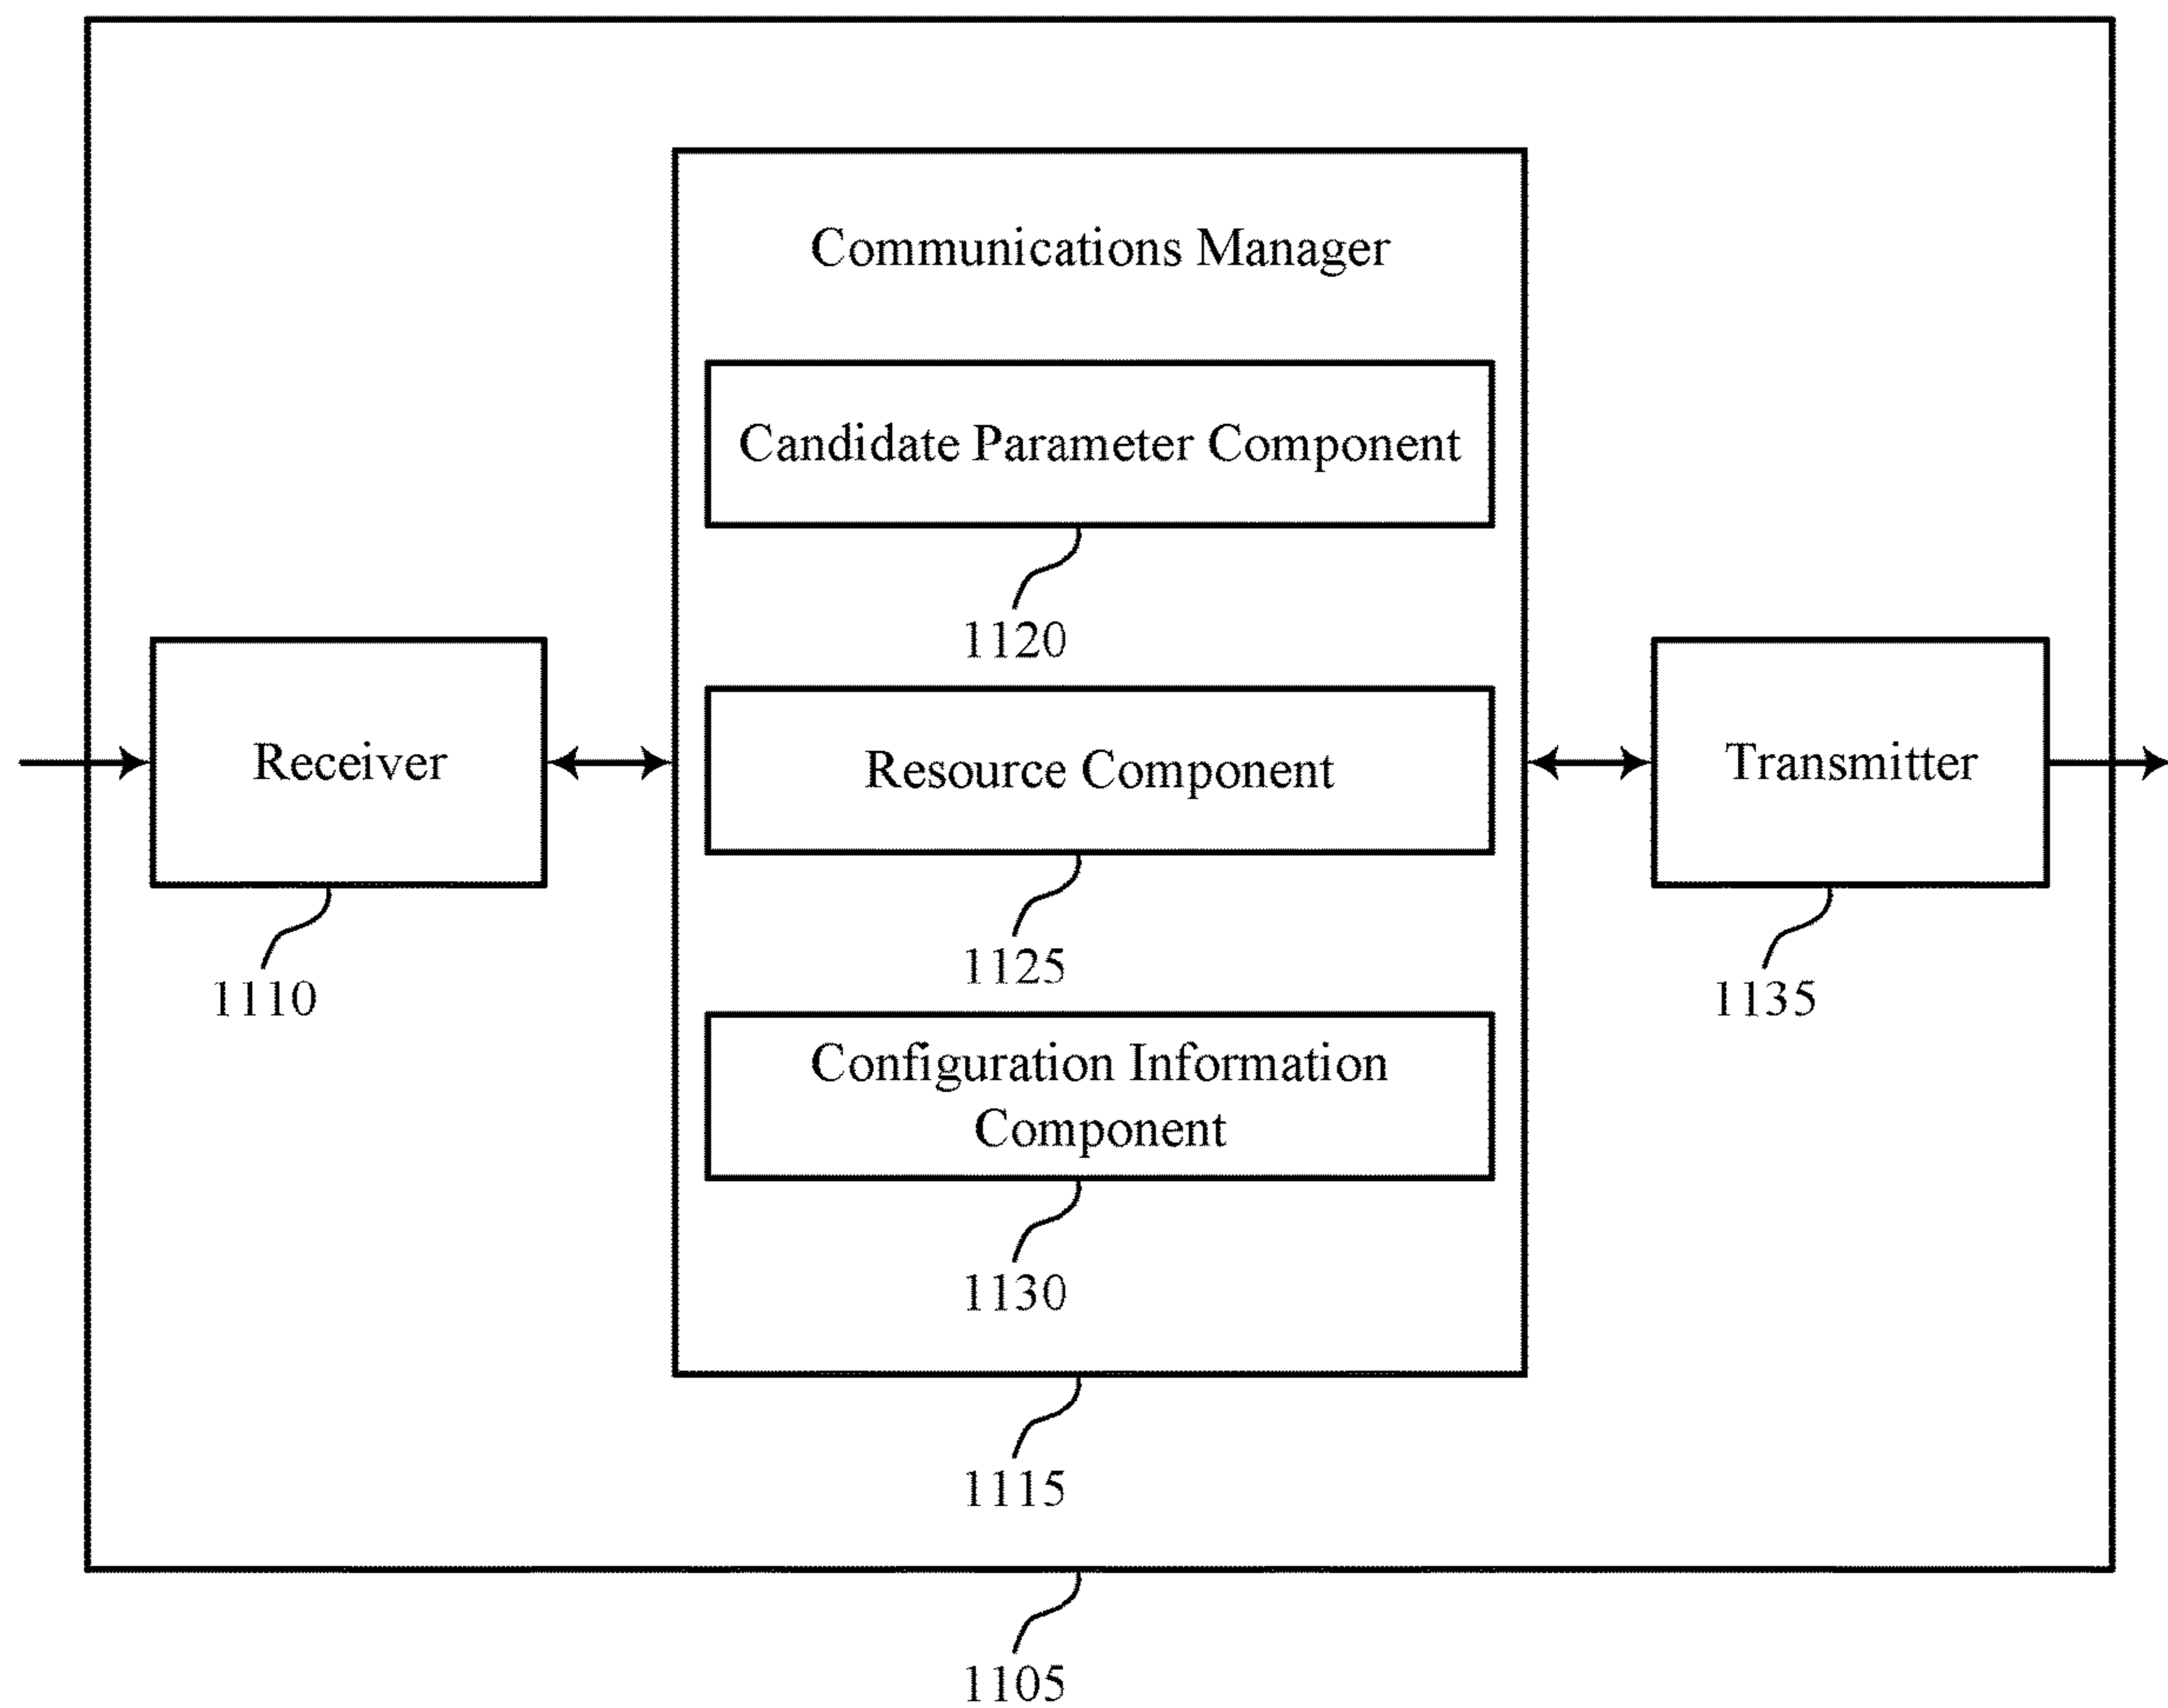 Communications Manager
Candidate Parameter Component
1120
Receiver
1110
Resource Component
1125
Transmitter
1135
Configuration Information
Component
1130
1115
1105